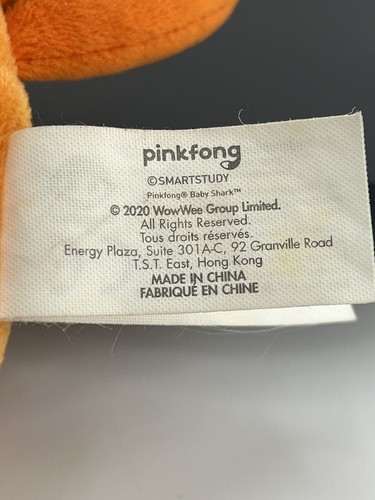 pinkfong
©SMARTSTUDY
Pinkfong® Baby Shark™
© 2020 WowWee Group Limited.
All Rights Reserved.
Tous droits réservés.
Energy Plaza, Suite 301A-C, 92 Granville Road
T.S.T. East, Hong Kong
MADE IN CHINA
FABRIQUÉ EN CHINE